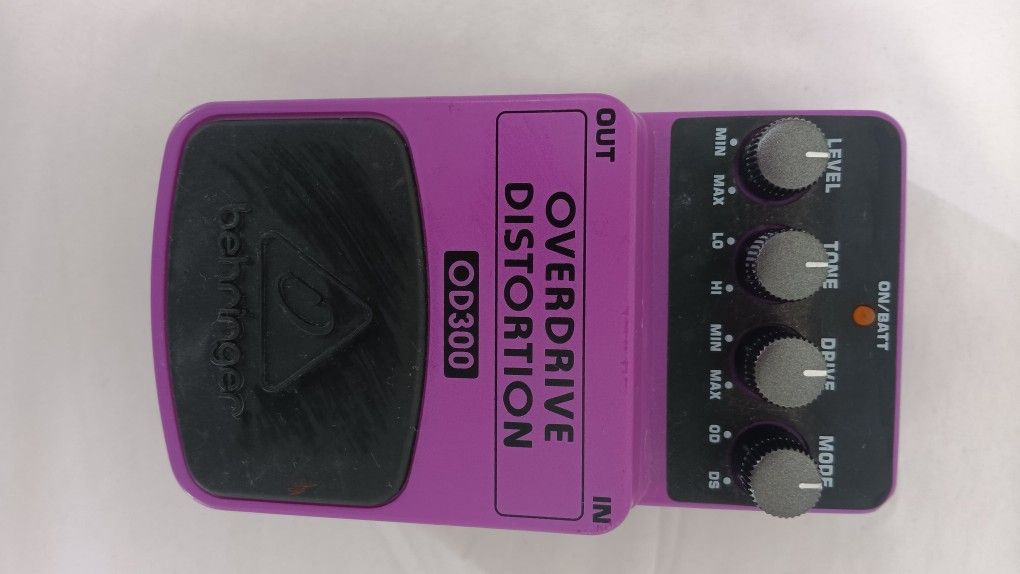 ON/BATT
LEVEL TONE DRIVE MODE
MIN MAX LO HI MIN MAX OD DS
OUT IN
OVERDRIVE
DISTORTION
OD300
behringer